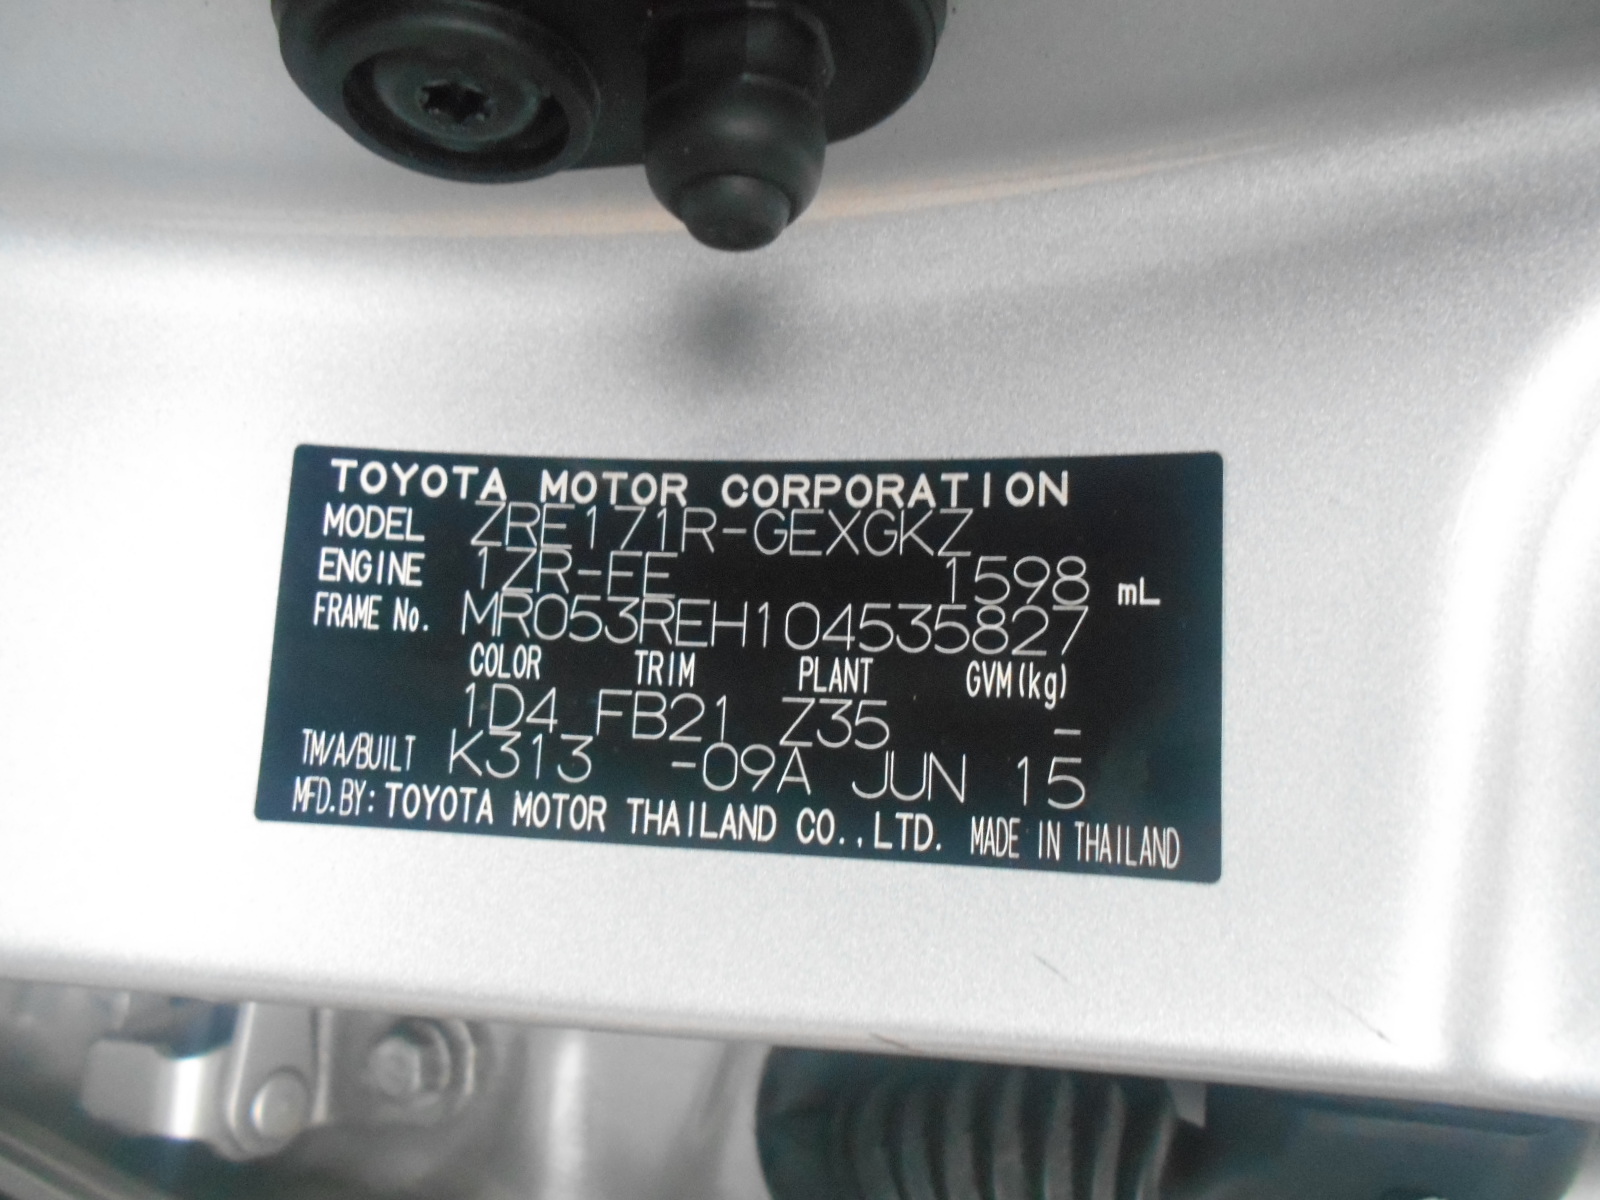 TOYOTA MOTOR CORPORATION
MODEL ZRE171R-GEXGKZ
ENGINE 1ZR-FE 1598 mL
FRAME No. MR053REH104535827
COLOR TRIM PLANT GVM(kg)
1D4 FB21 Z35 -
TM/A/BUILT K313 -09A JUN 15
MFD.BY: TOYOTA MOTOR THAILAND CO.,LTD. MADE IN THAILAND